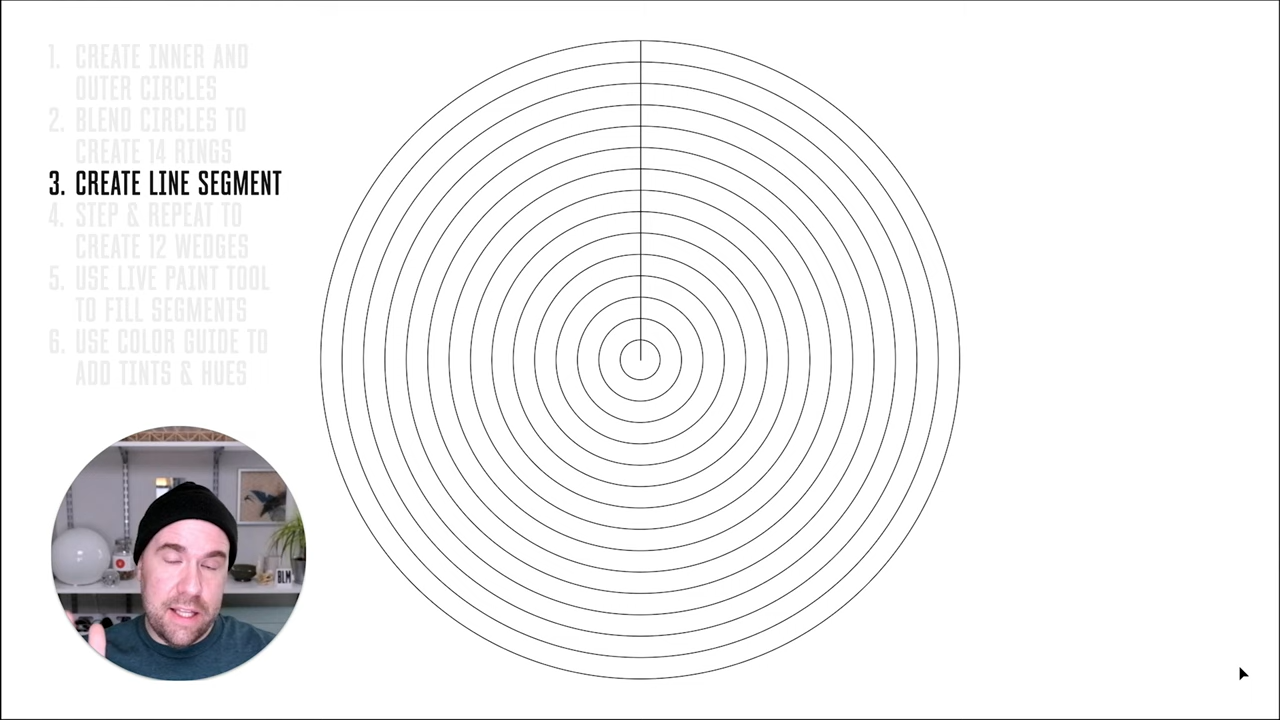 1. CREATE INNER AND
OUTER CIRCLES
2. BLEND CIRCLES TO
CREATE 14 RINGS
3. CREATE LINE SEGMENT
4. STEP & REPEAT TO
CREATE 12 WEDGES
5. USE LIVE PAINT TOOL
TO FILL SEGMENTS
6. USE COLOR GUIDE TO
ADD TINTS & HUES
BLM